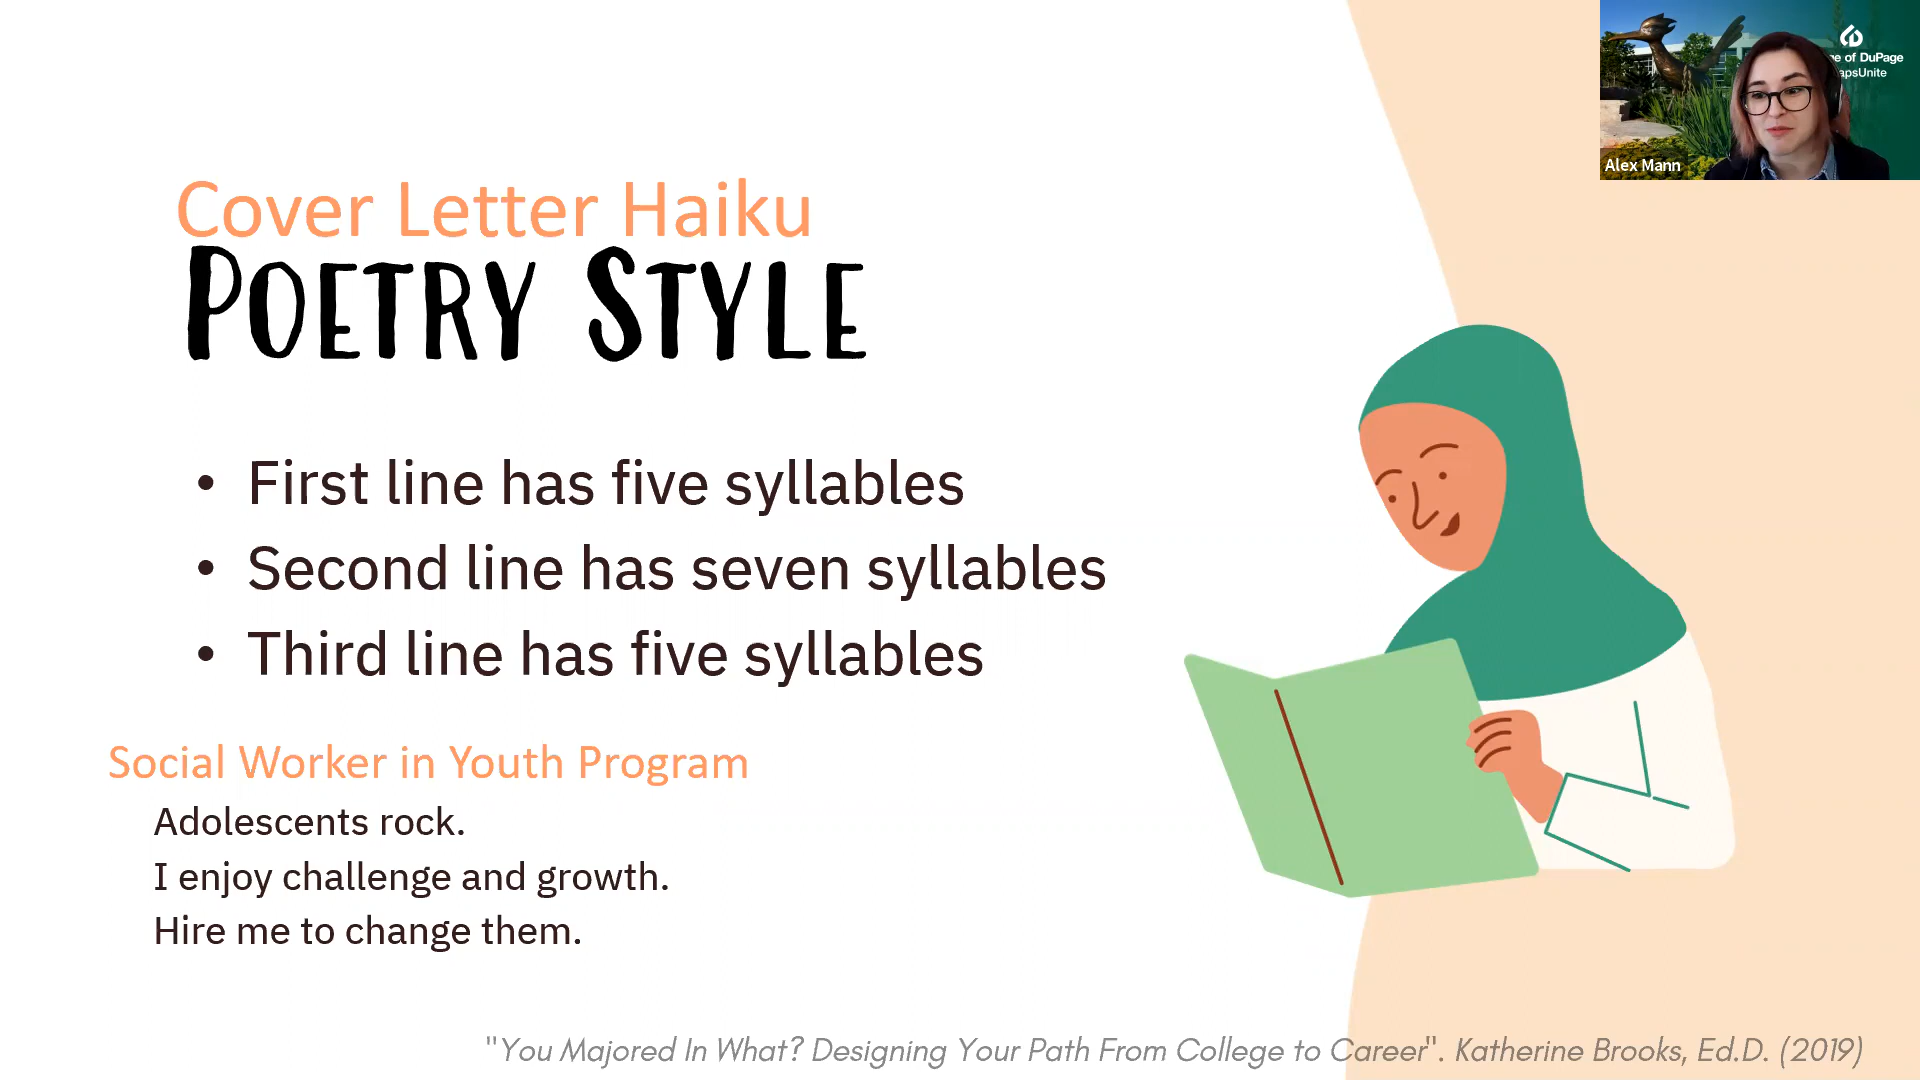 Cover Letter Haiku
POETRY STYLE
• First line has five syllables
• Second line has seven syllables
• Third line has five syllables
Social Worker in Youth Program
Adolescents rock.
I enjoy challenge and growth.
Hire me to change them.
"You Majored In What? Designing Your Path From College to Career". Katherine Brooks, Ed.D. (2019)
of DuPage
Alex Mann